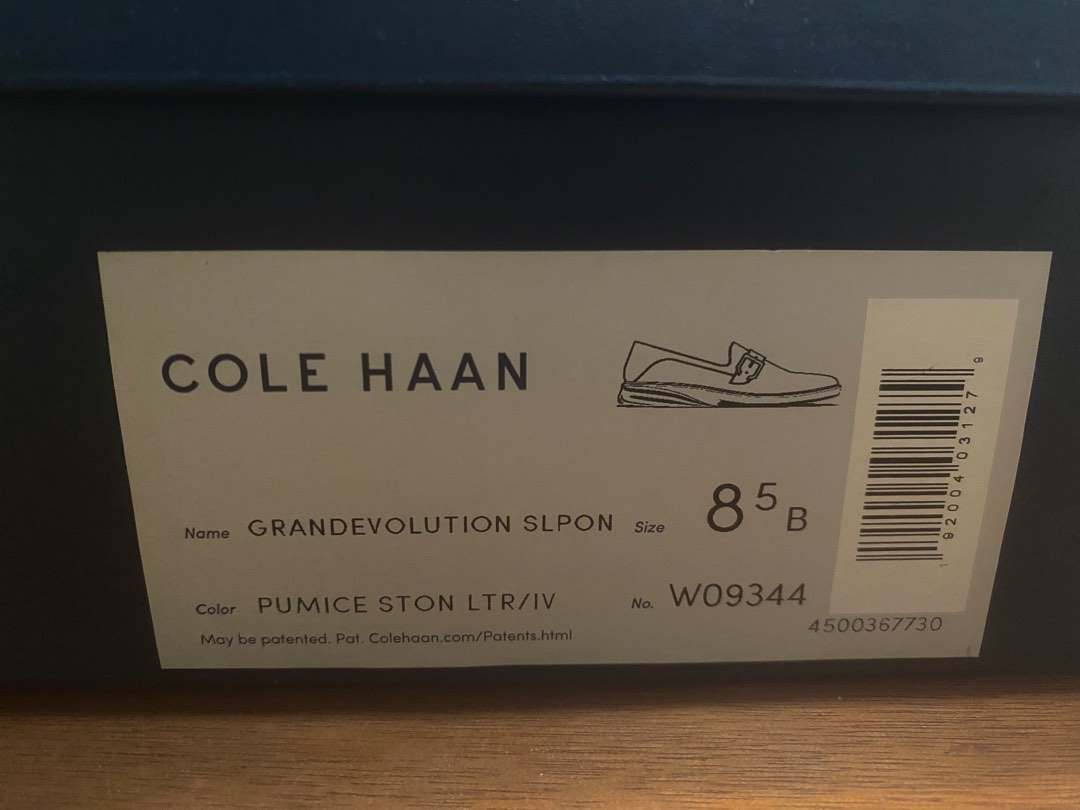 COLE HAAN
Name GRANDEVOLUTION SLPON Size 8 5 B
Color PUMICE STON LTR/IV No. W09344
May be patented. Pat. Colehaan.com/Patents.html
4500367730
1 92004 03127 9